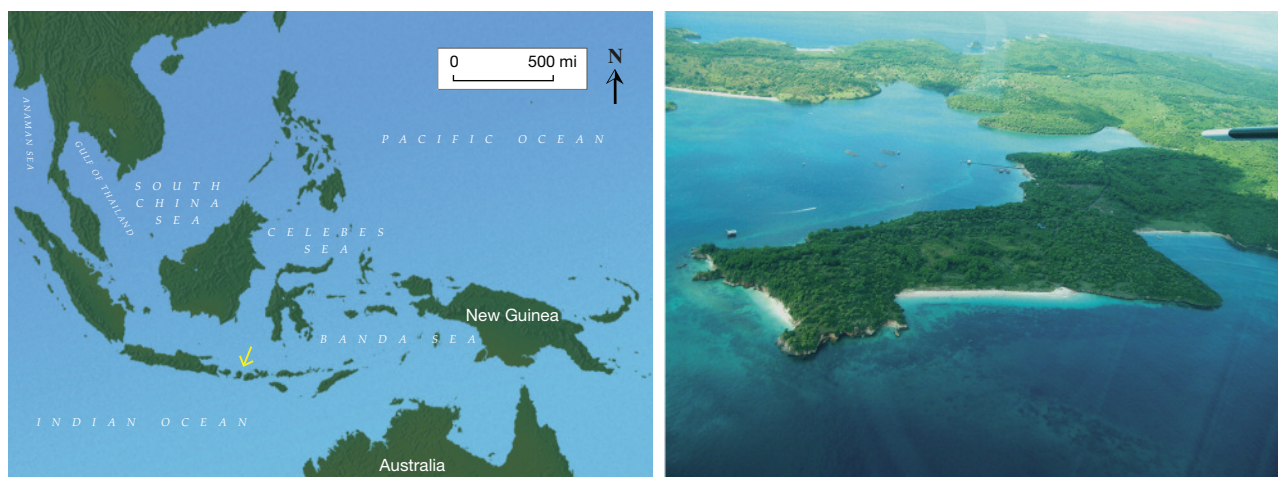 0 500 mi
N
ANAMAN SEA
GULF OF THAILAND
SOUTH
CHINA
SEA
PACIFIC OCEAN
CELEBES
SEA
New Guinea
BANDA SEA
INDIAN OCEAN
Australia